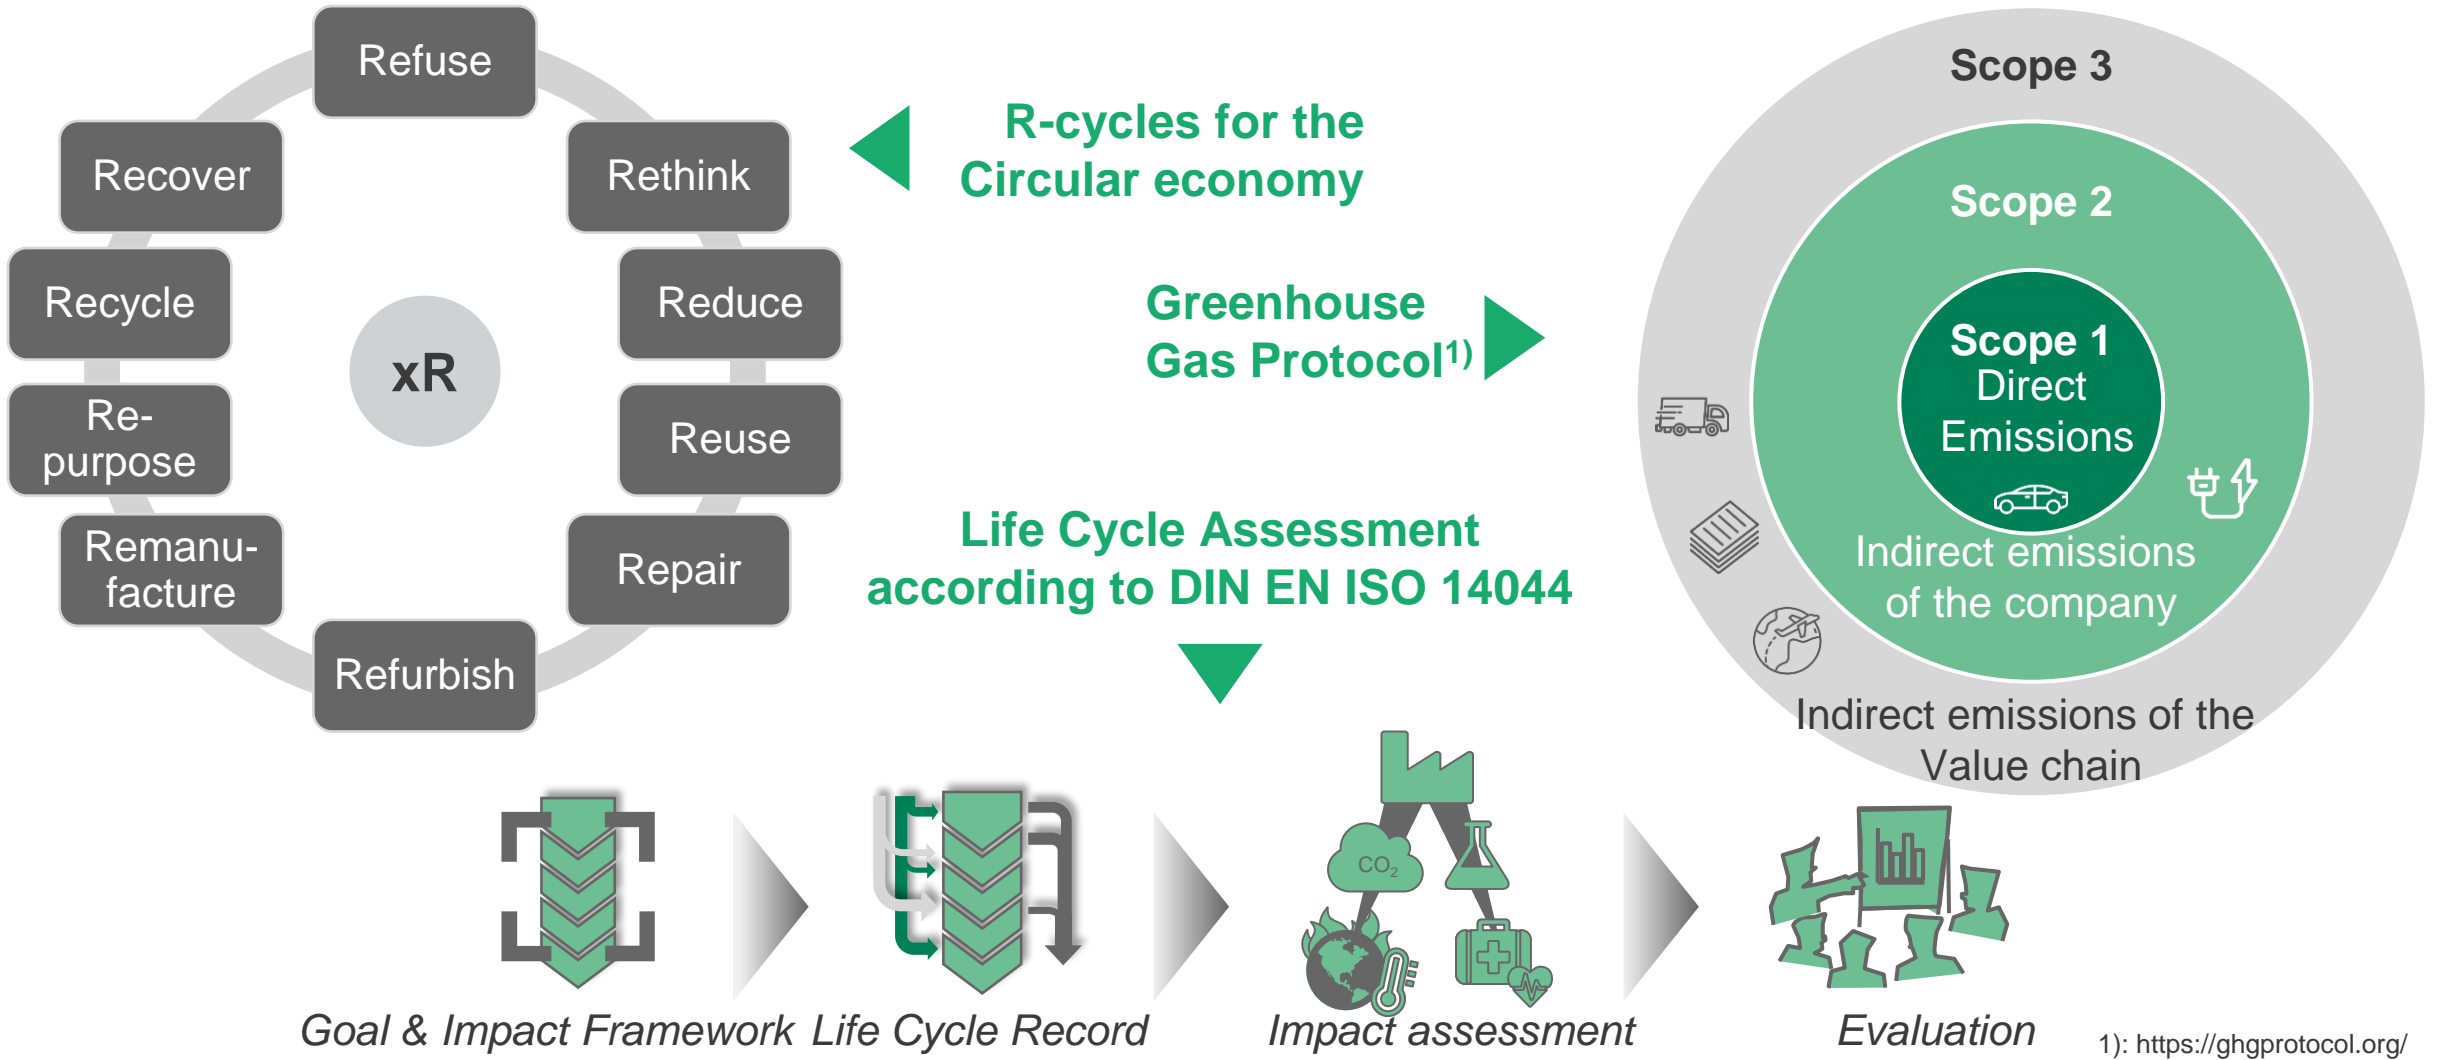 Refuse
Rethink
Reduce
Reuse
Repair
Refurbish
Remanu-
facture
Re-
purpose
Recycle
Recover
xR
R-cycles for the
Circular economy
Greenhouse
Gas Protocol1)
Life Cycle Assessment
according to DIN EN ISO 14044
Scope 3
Scope 2
Scope 1
Direct
Emissions
Indirect emissions
of the company
Indirect emissions of the
Value chain
CO2
Goal & Impact Framework
Life Cycle Record
Impact assessment
Evaluation
1): https://ghgprotocol.org/